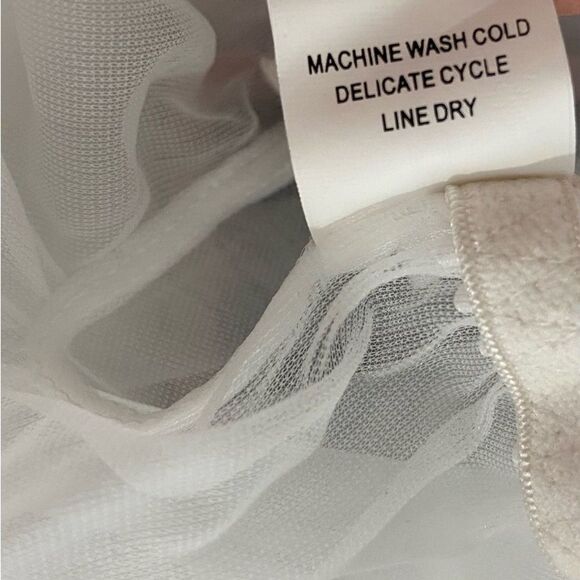 MACHINE WASH COLD
DELICATE CYCLE
LINE DRY